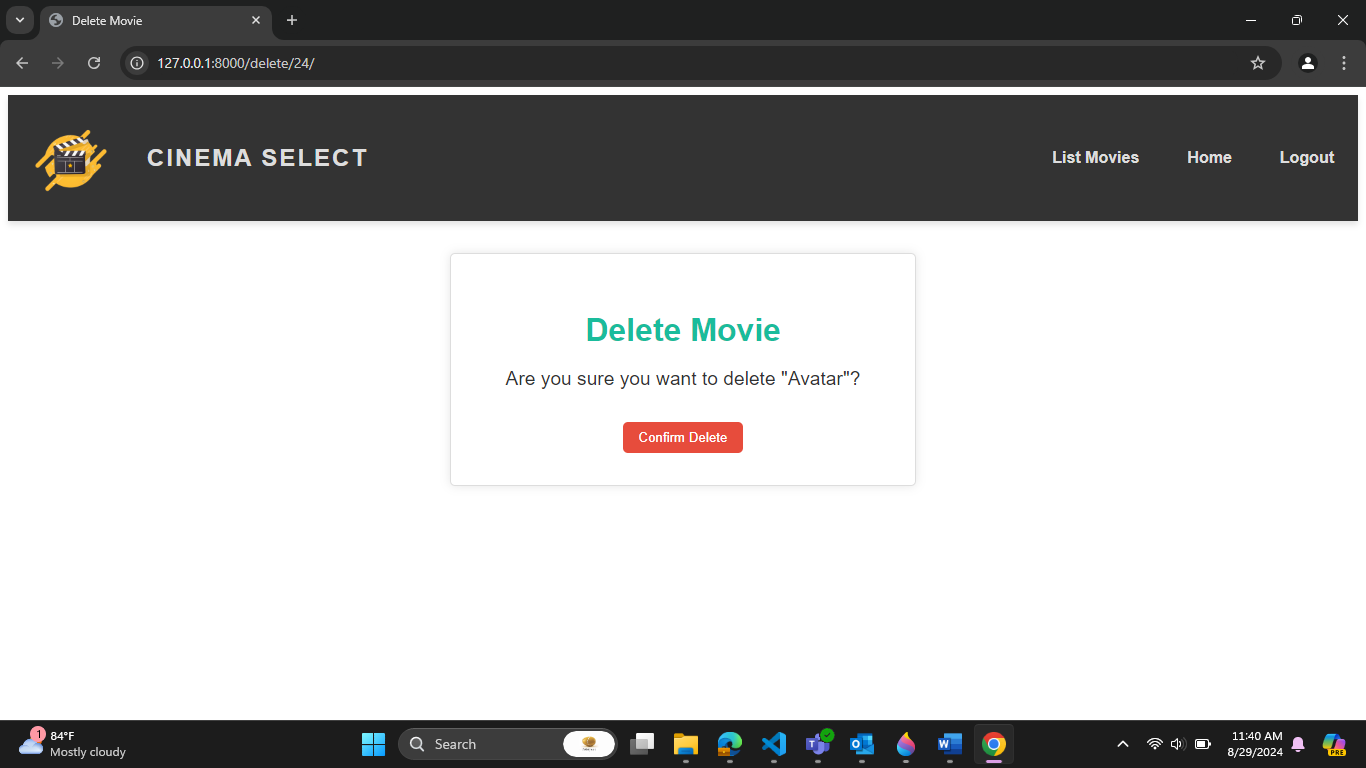 Delete Movie
127.0.0.1:8000/delete/24/
CINEMA SELECT
List Movies
Home
Logout
Delete Movie
Are you sure you want to delete "Avatar"?
Confirm Delete
1
84°F
Mostly cloudy
Search
11:40 AM
8/29/2024
PRE